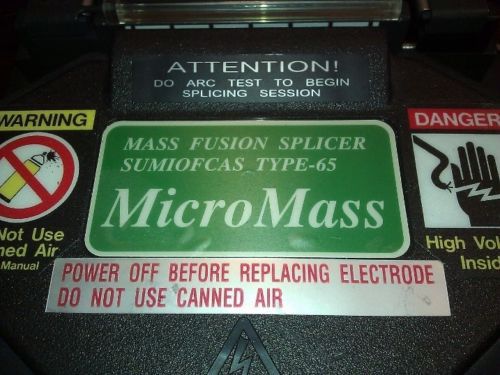 ATTENTION!
DO ARC TEST TO BEGIN
SPLICING SESSION
WARNING
Not Use
ned Air
Manual
MASS FUSION SPLICER
SUMIOFCAS TYPE-65
MicroMass
DANGER
High Vol
Insid
POWER OFF BEFORE REPLACING ELECTRODE
DO NOT USE CANNED AIR